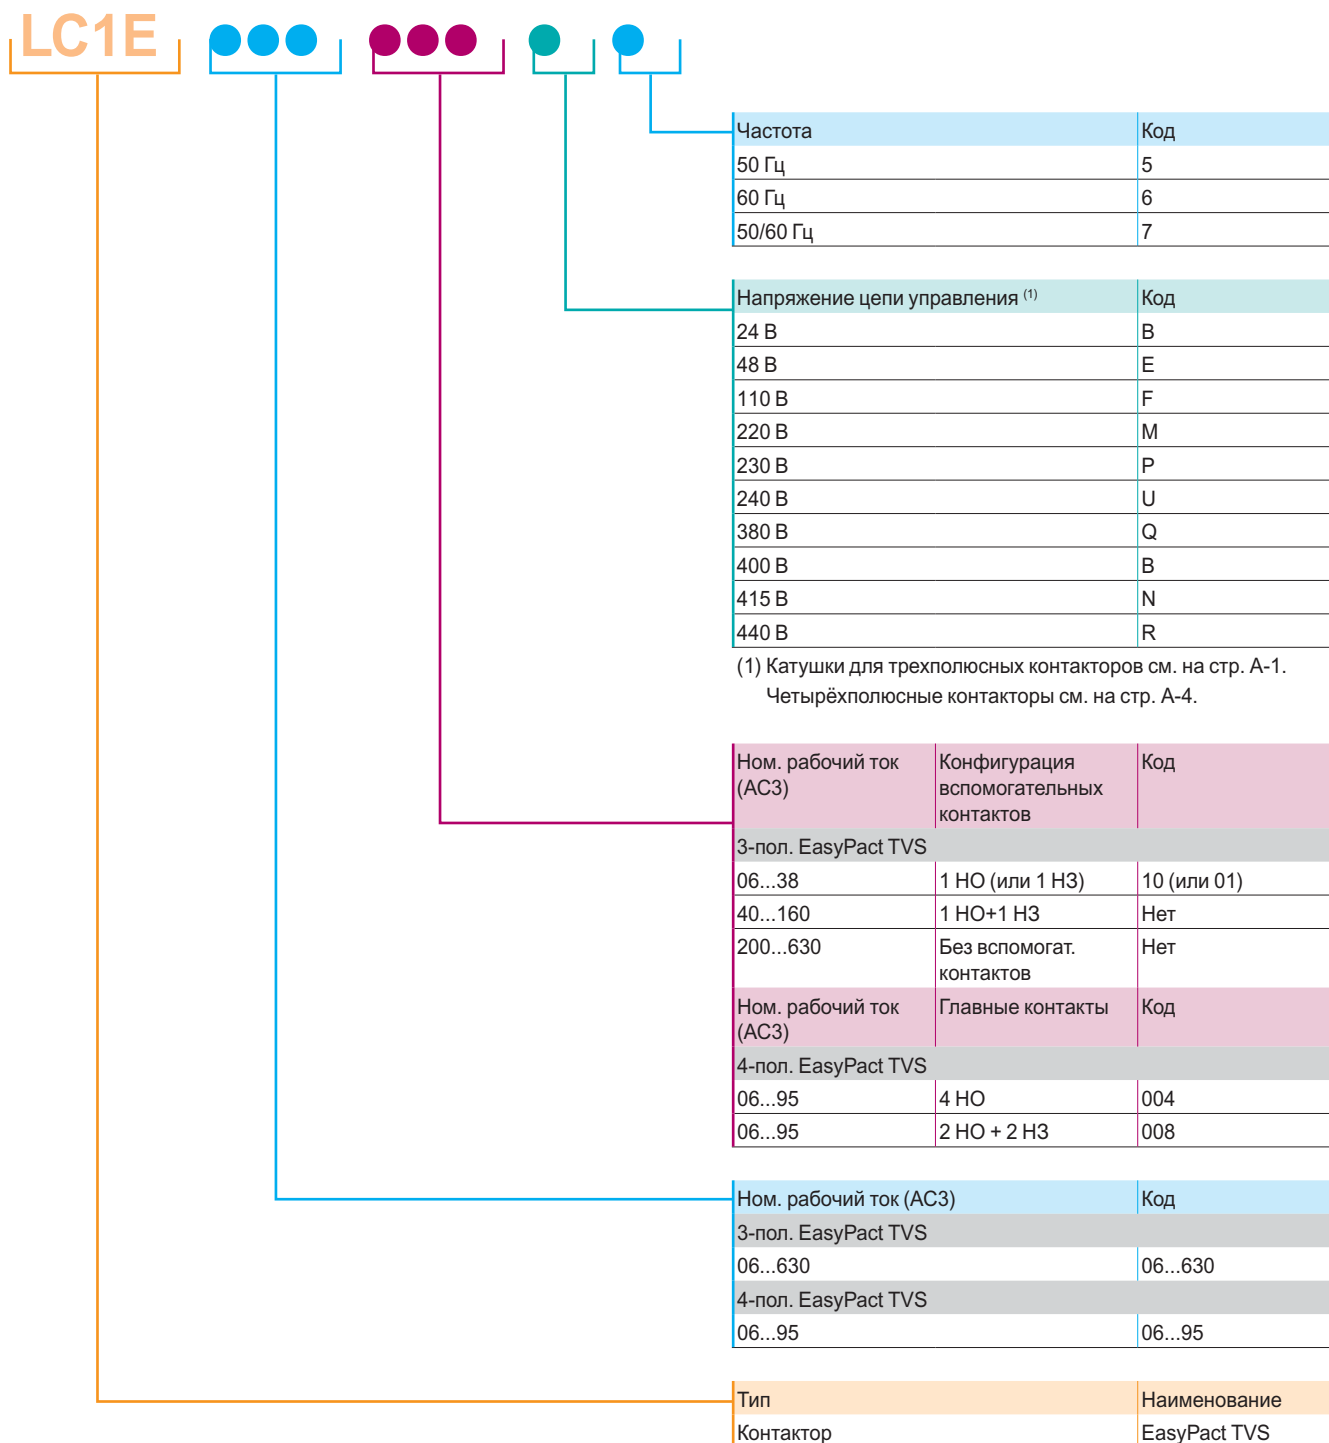 LC1E
Частота Код
50 Гц 5
60 Гц 6
50/60 Гц 7
Напряжение цепи управления (1) Код
24 В B
48 В E
110 В F
220 В M
230 В P
240 В U
380 В Q
400 В B
415 В N
440 В R
(1) Катушки для трехполюсных контакторов см. на стр. А-1.
Четырёхполюсные контакторы см. на стр. А-4.
Ном. рабочий ток Конфигурация Код
(АС3) вспомогательных
контактов
3-пол. EasyPact TVS
06...38 1 НО (или 1 НЗ) 10 (или 01)
40...160 1 НО+1 НЗ Нет
200...630 Без вспомогат. Нет
контактов
Ном. рабочий ток Главные контакты Код
(АС3)
4-пол. EasyPact TVS
06...95 4 НО 004
06...95 2 НО + 2 НЗ 008
Ном. рабочий ток (АС3) Код
3-пол. EasyPact TVS
06...630 06...630
4-пол. EasyPact TVS
06...95 06...95
Тип Наименование
Контактор EasyPact TVS